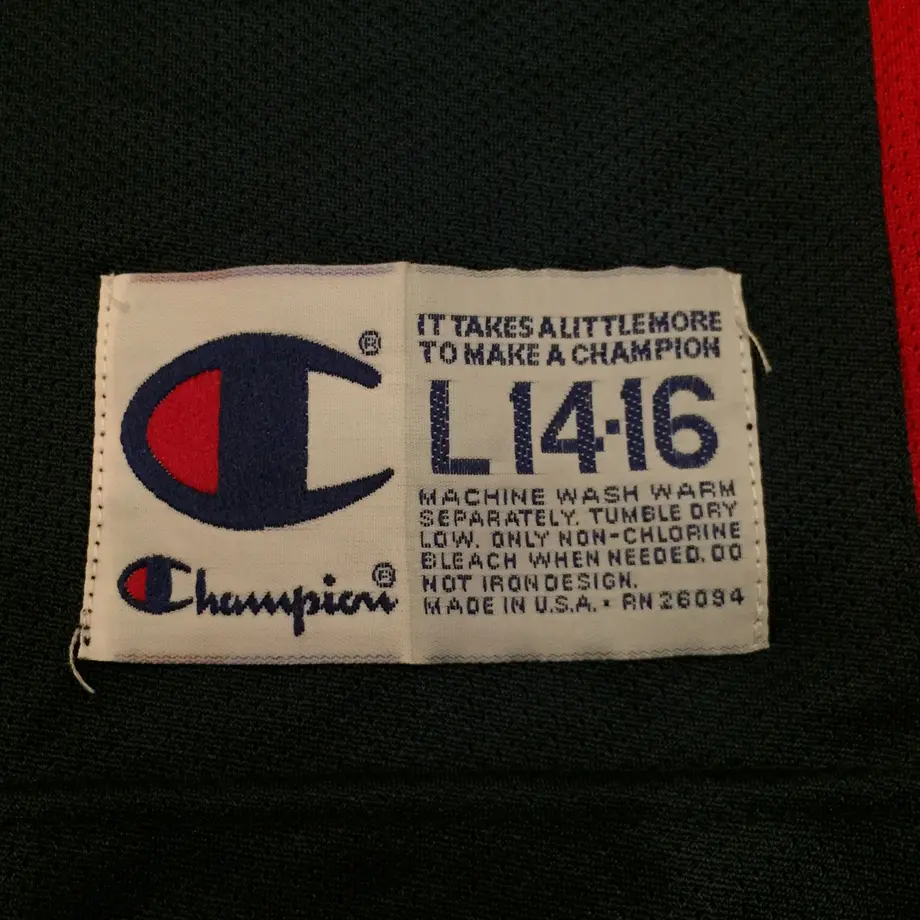 ®
IT TAKES A LITTLE MORE
TO MAKE A CHAMPION
L 14-16
MACHINE WASH WARM
SEPARATELY. TUMBLE DRY
LOW. ONLY NON-CHLORINE
BLEACH WHEN NEEDED. DO
NOT IRON DESIGN.
MADE IN U.S.A. • RN 26094
Champion®